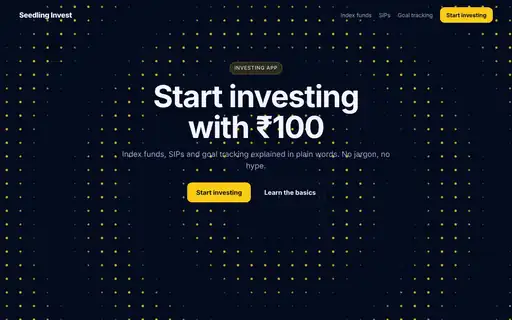 Seedling Invest
Index funds SIPs Goal tracking Start investing
INVESTING APP
Start investing
with ₹100
Index funds, SIPs and goal tracking explained in plain words. No jargon, no
hype.
Start investing Learn the basics